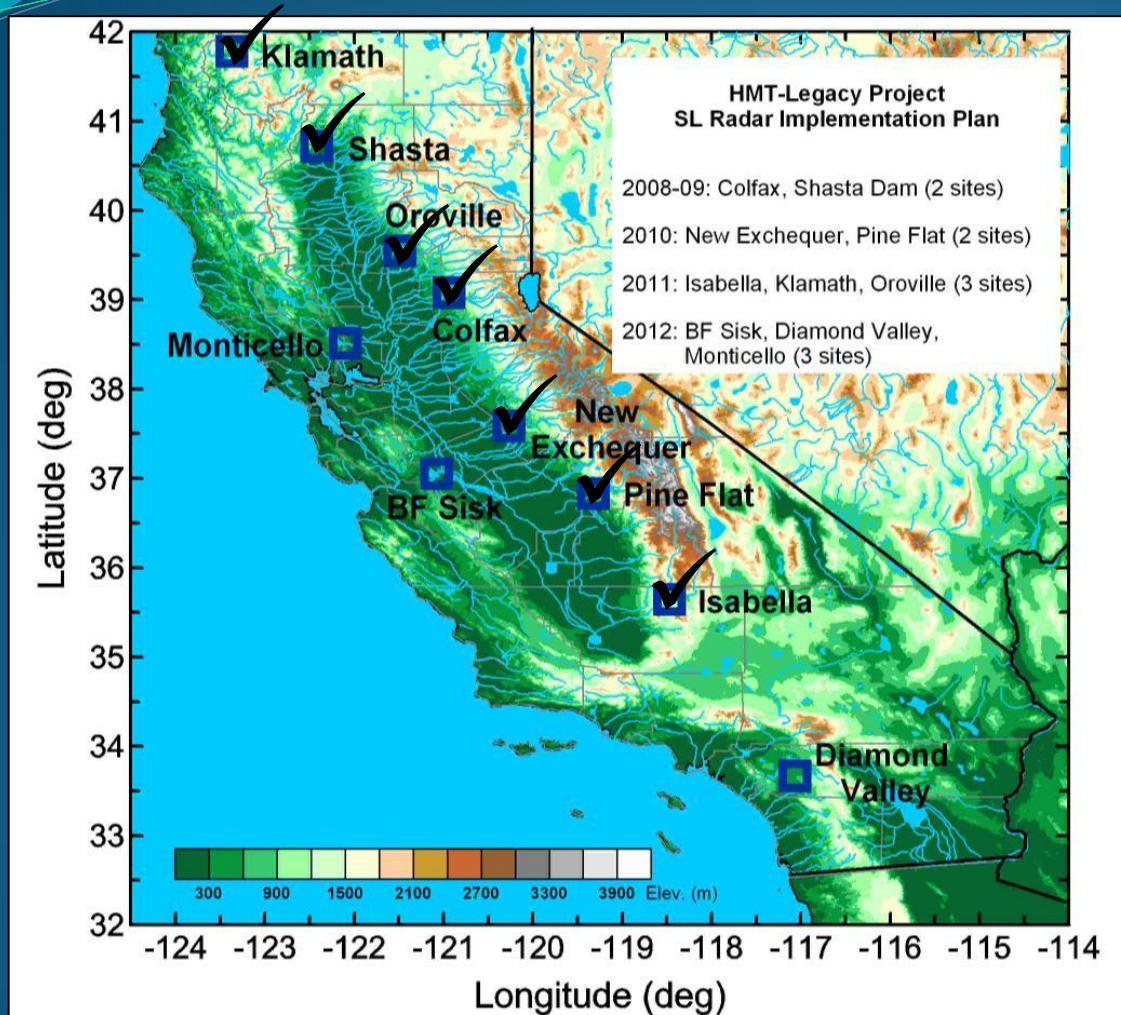 HMT-Legacy Project
SL Radar Implementation Plan
2008-09: Colfax, Shasta Dam (2 sites)
2010: New Exchequer, Pine Flat (2 sites)
2011: Isabella, Klamath, Oroville (3 sites)
2012: BF Sisk, Diamond Valley,
Monticello (3 sites)
Klamath
Shasta
Oroville
Colfax
Monticello
New
Exchequer
BF Sisk
Pine Flat
Isabella
Diamond
Valley
Latitude (deg)
42
41
40
39
38
37
36
35
34
33
32
300 900 1500 2100 2700 3300 3900 Elev. (m)
-124 -123 -122 -121 -120 -119 -118 -117 -116 -115 -114
Longitude (deg)